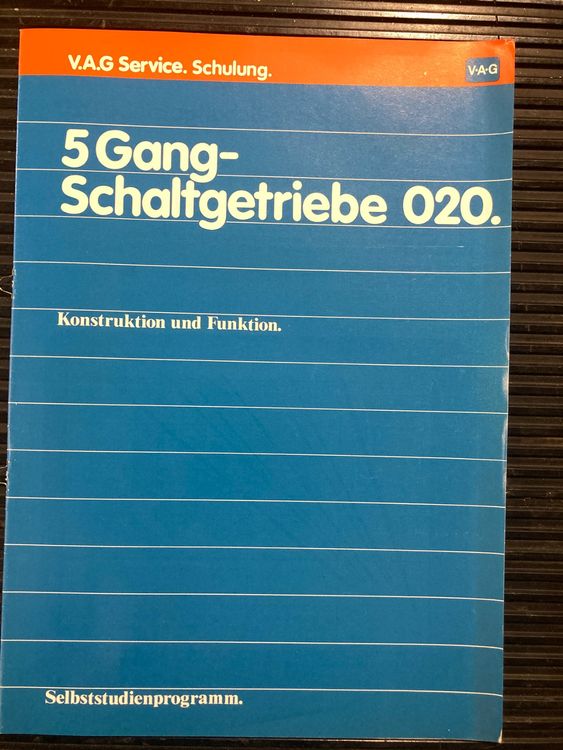 V.A.G Service. Schulung.
V·A·G
5 Gang-
Schaltgetriebe 020.
Konstruktion und Funktion.
Selbststudienprogramm.